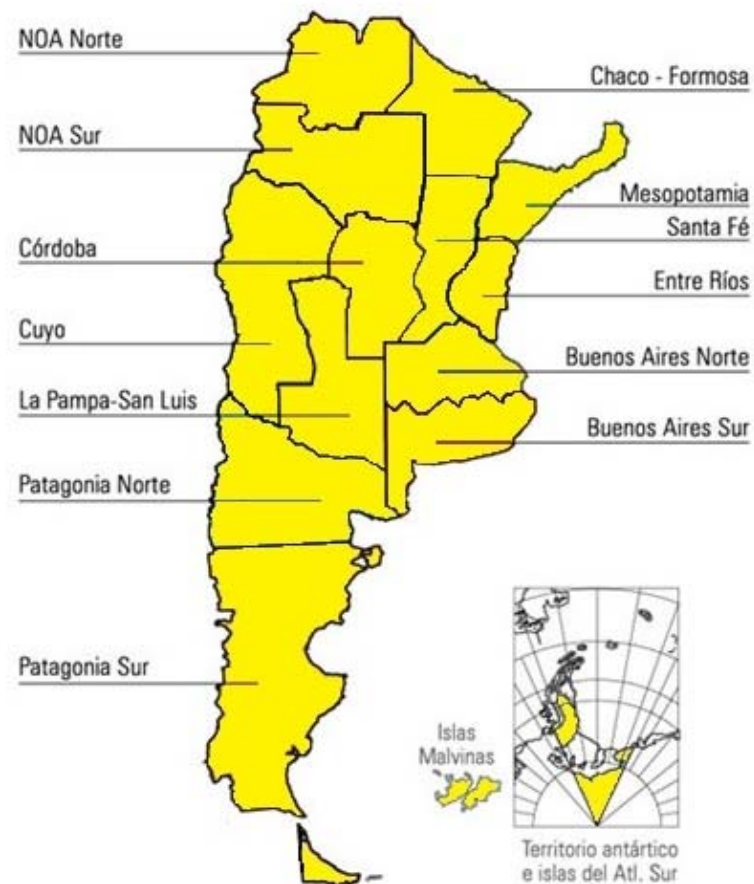 NOA Norte
Chaco - Formosa
NOA Sur
Mesopotamia
Santa Fé
Córdoba
Entre Ríos
Cuyo
Buenos Aires Norte
La Pampa-San Luis
Buenos Aires Sur
Patagonia Norte
Patagonia Sur
Islas
Malvinas
Territorio antártico
e islas del Atl. Sur